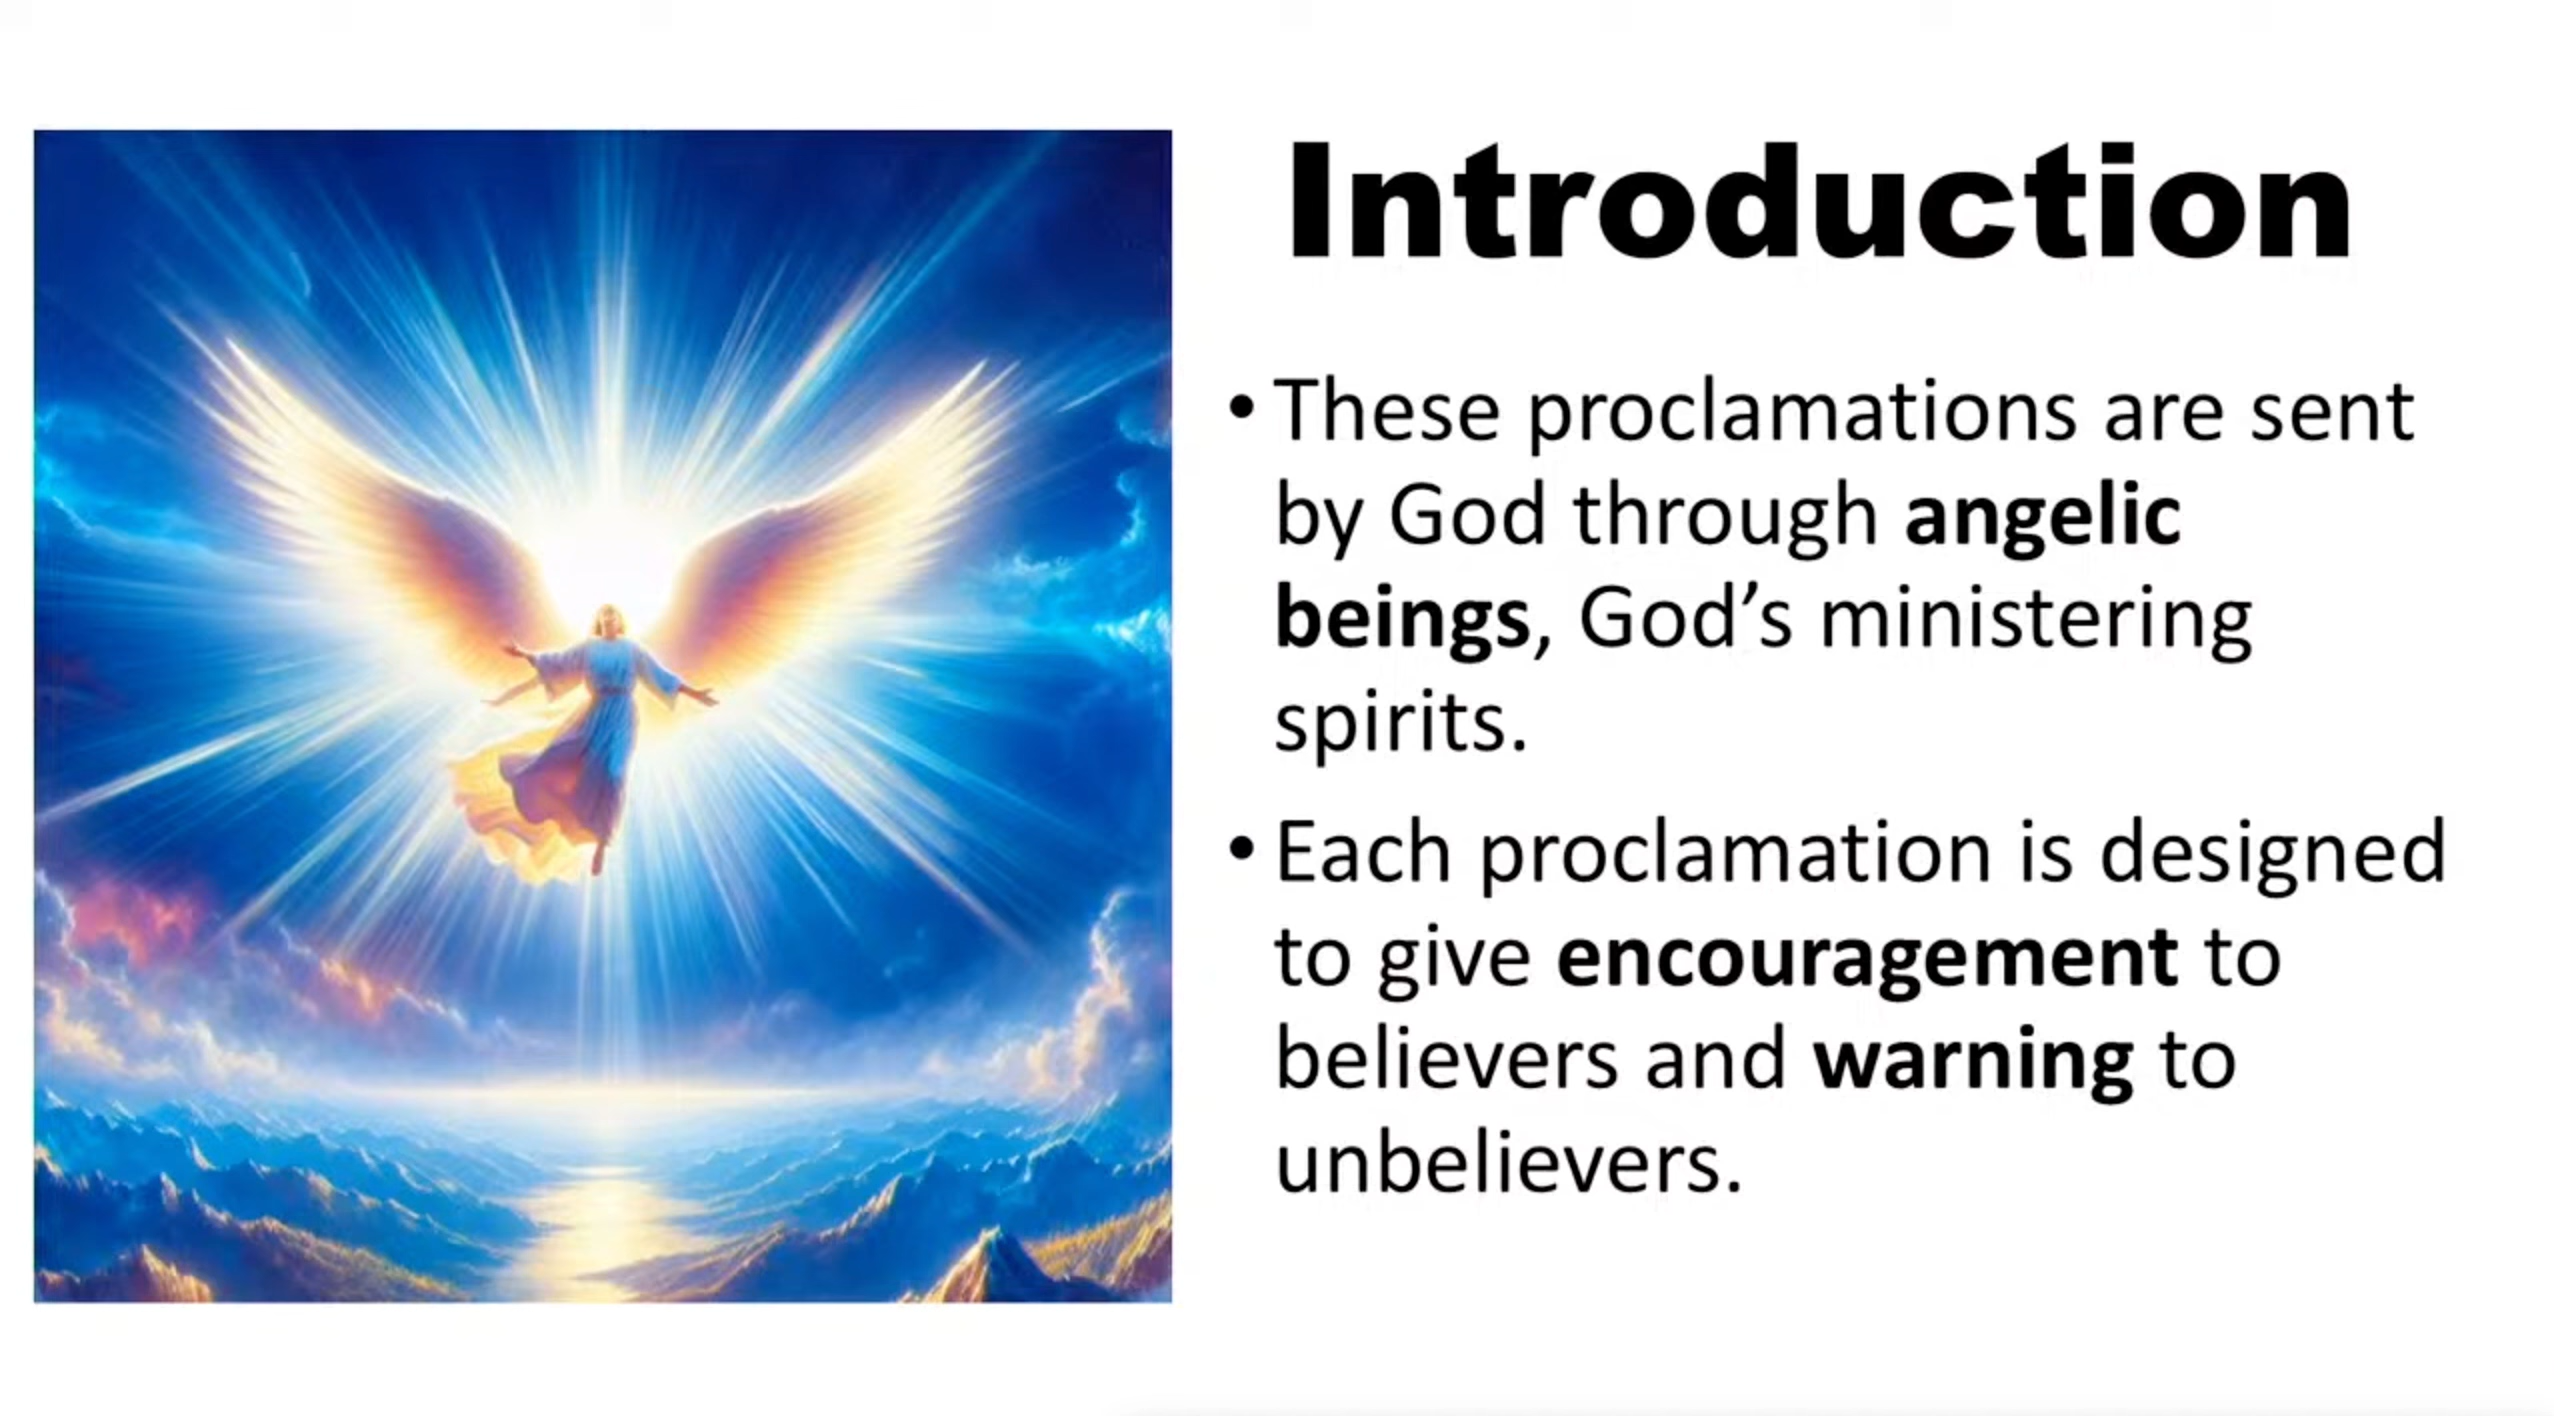 Introduction
• These proclamations are sent
by God through angelic
beings, God’s ministering
spirits.
• Each proclamation is designed
to give encouragement to
believers and warning to
unbelievers.